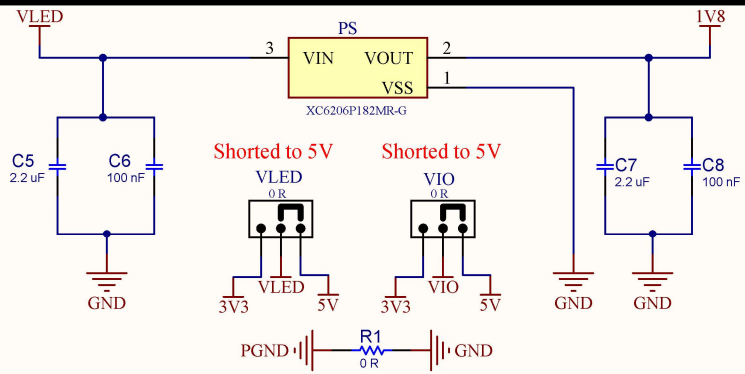 VLED
PS
1V8
3
VIN
VOUT
2
VSS
1
XC6206P182MR-G
C5
2.2 uF
C6
100 nF
Shorted to 5V
VLED
0 R
Shorted to 5V
VIO
0 R
C7
2.2 uF
C8
100 nF
GND
3V3
VLED
5V
3V3
VIO
5V
GND
GND
PGND
R1
0 R
GND